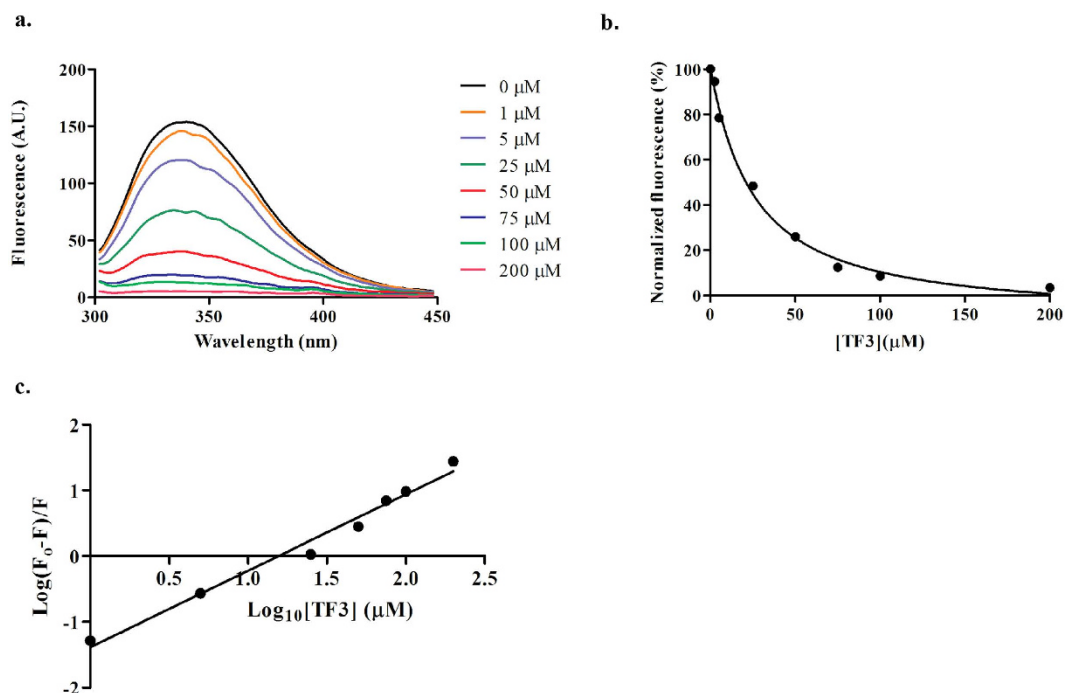 a.
Fluorescence (A.U.)
200
150
100
50
0
300
350
400
450
Wavelength (nm)
0 μM
1 μM
5 μM
25 μM
50 μM
75 μM
100 μM
200 μM
b.
Normalized fluorescence (%)
100
80
60
40
20
0
0
50
100
150
200
[TF3](μM)
c.
Log(Fo-F)/F
2
1
0
-1
-2
0.5
1.0
1.5
2.0
2.5
Log10[TF3] (μM)